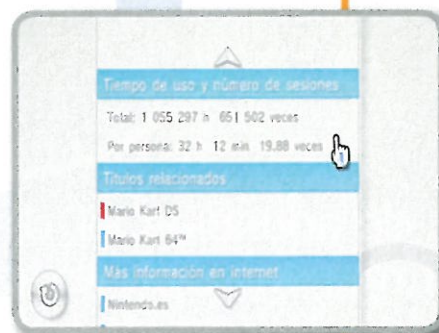 Tiempo de uso y número de sesiones
Total: 1 055 297 h 651 502 veces
Por persona: 32 h 12 min 19.88 veces
Títulos relacionados
Mario Kart DS
Mario Kart 64™
Más información en internet
Nintendo.es